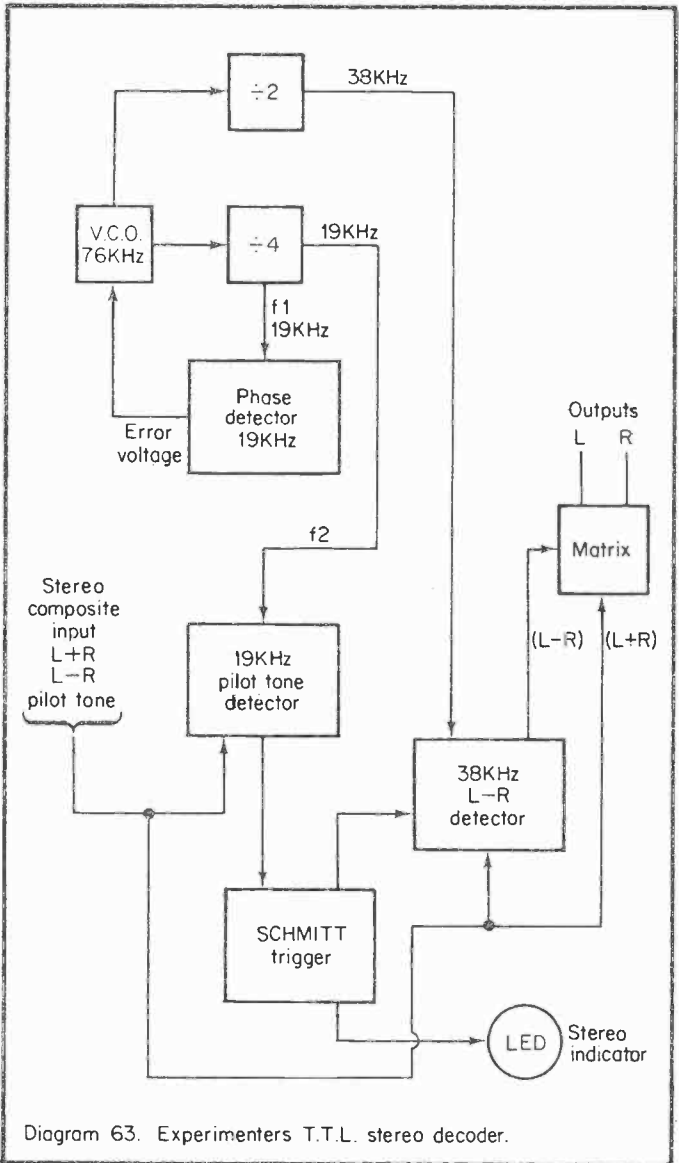 ÷2
38KHz
V.C.O.
76KHz
÷4
19KHz
f1
19KHz
Phase
detector
19KHz
Error
voltage
Outputs
L R
Matrix
f2
Stereo
composite
input
L+R
L−R
pilot tone
19KHz
pilot tone
detector
(L−R) (L+R)
38KHz
L−R
detector
SCHMITT
trigger
LED
Stereo
indicator
Diagram 63. Experimenters T.T.L. stereo decoder.